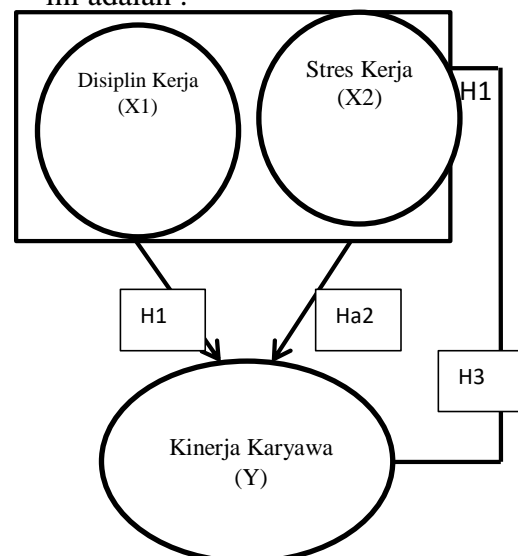 ini adalah :
Disiplin Kerja
(X1)
Stres Kerja
(X2)
H1
H1
Ha2
H3
Kinerja Karyawa
(Y)